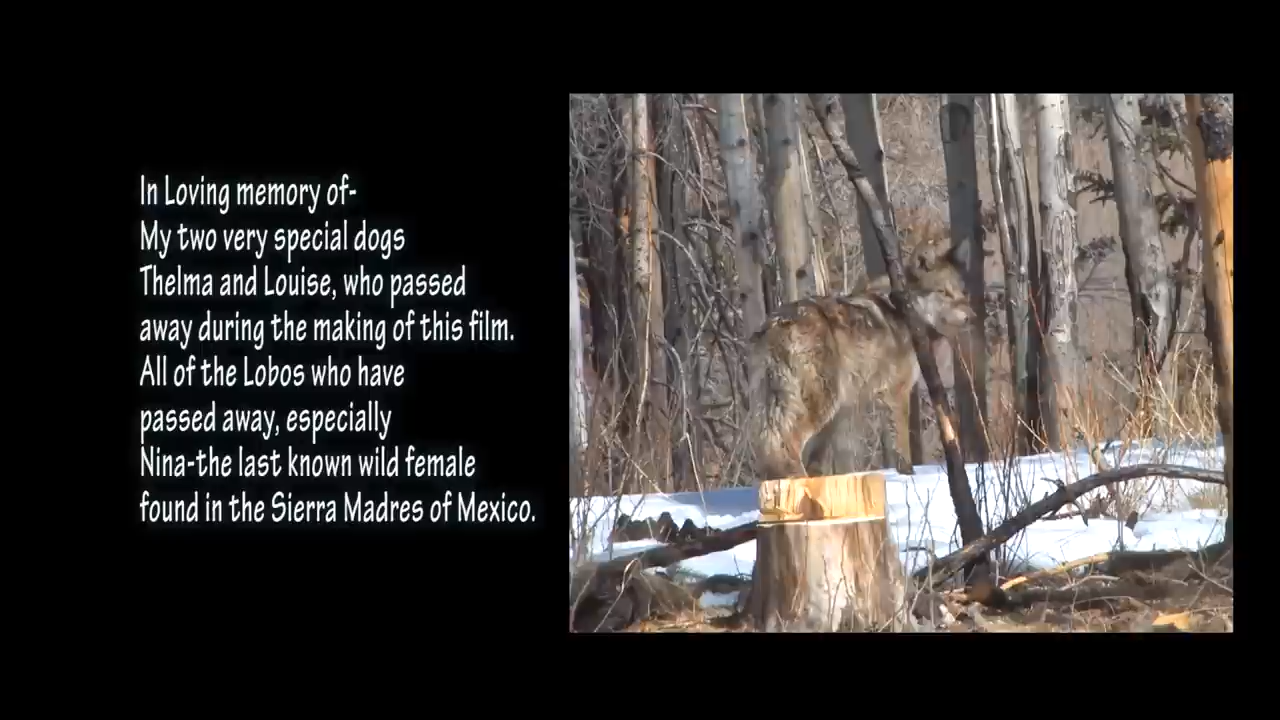 In Loving memory of-
My two very special dogs
Thelma and Louise, who passed
away during the making of this film.
All of the Lobos who have
passed away, especially
Nina-the last known wild female
found in the Sierra Madres of Mexico.